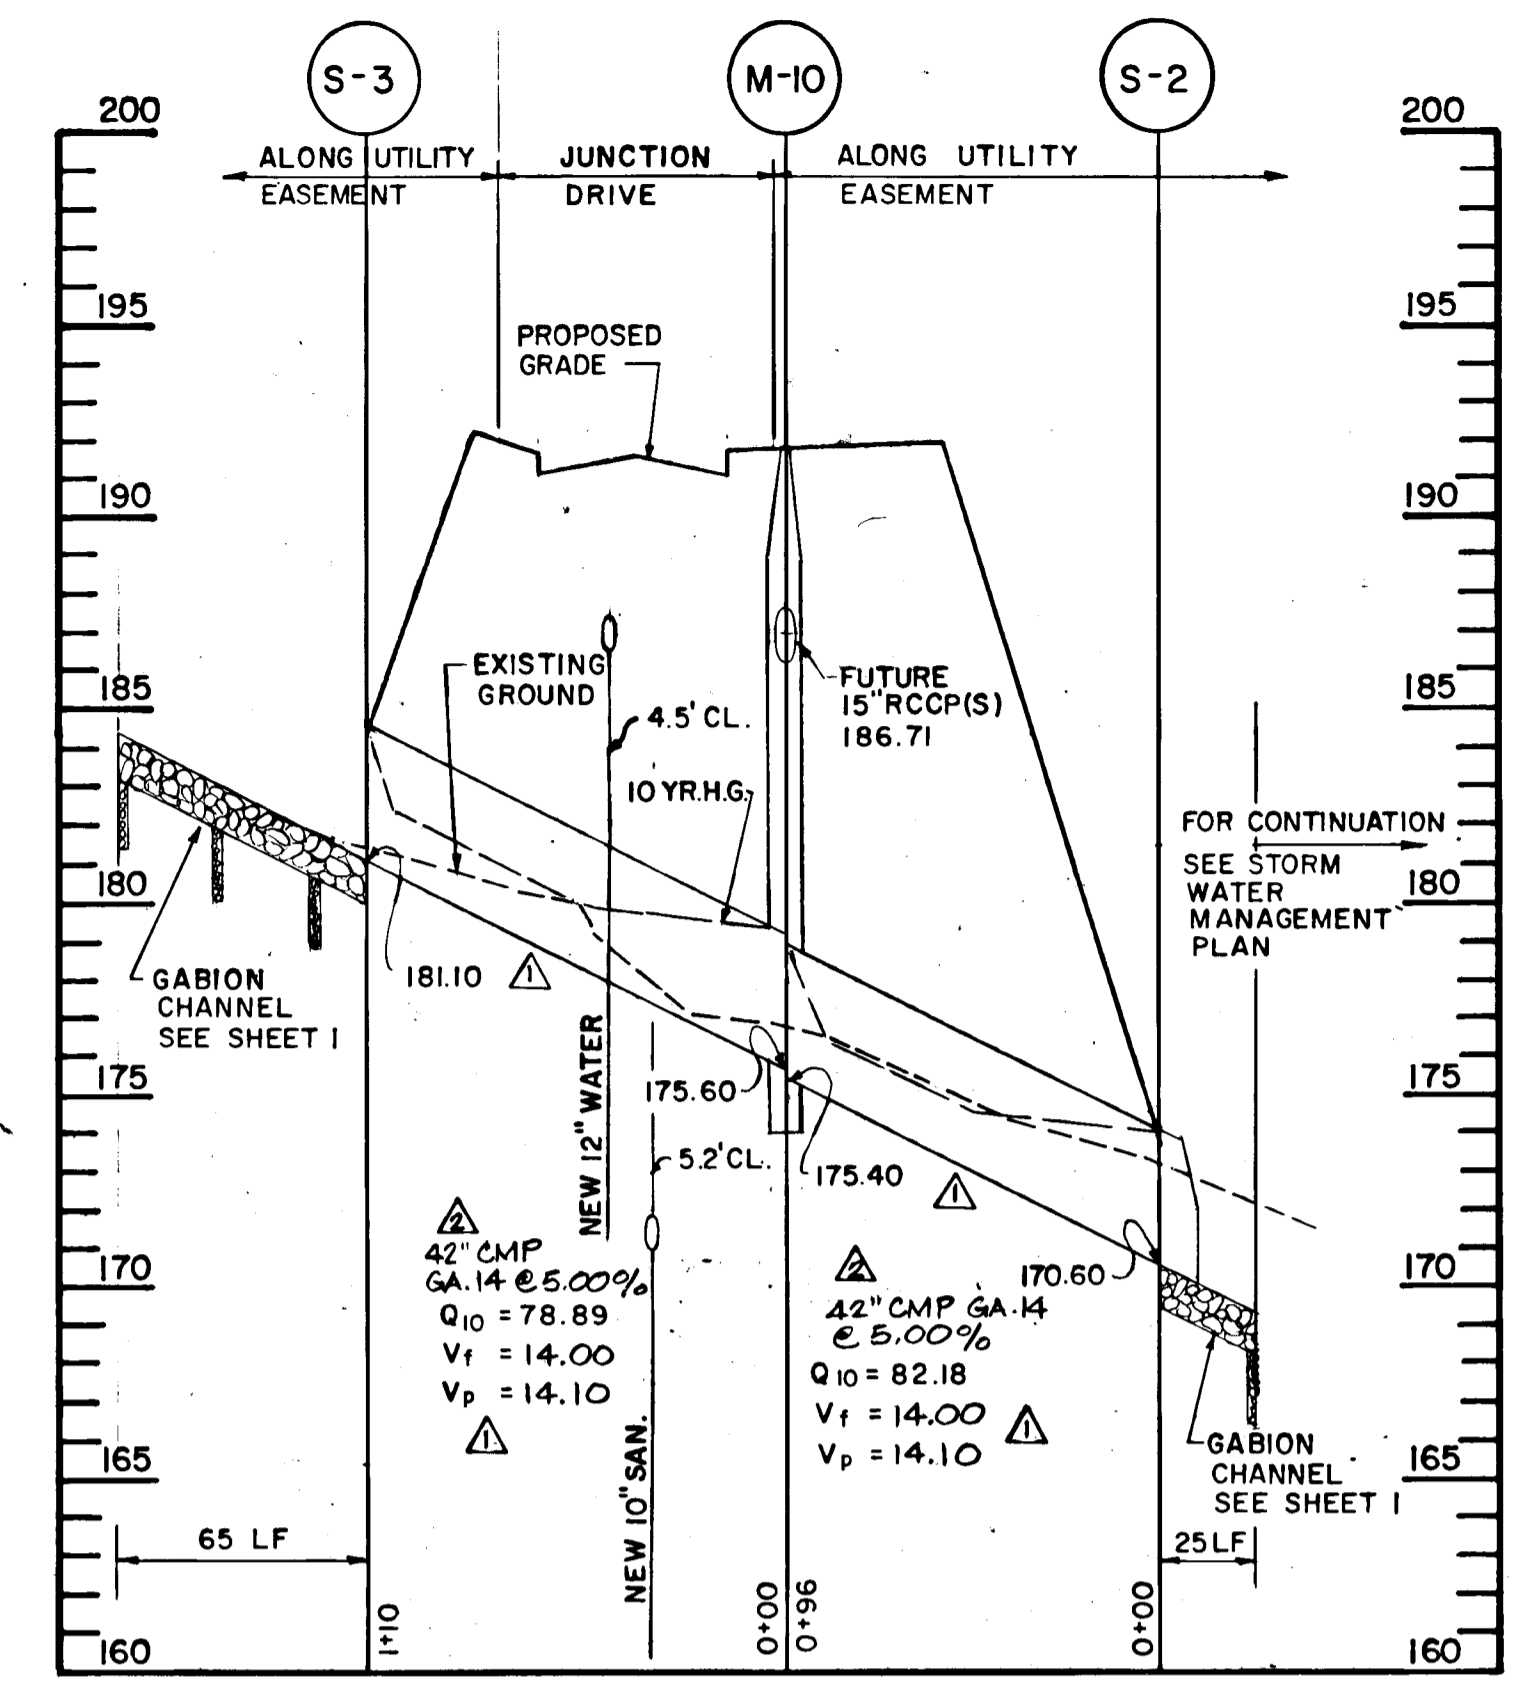 S-3
M-10
S-2
200
200
ALONG UTILITY
EASEMENT
JUNCTION
DRIVE
ALONG UTILITY
EASEMENT
195
195
PROPOSED
GRADE
190
190
EXISTING
GROUND
FUTURE
15" RCCP(S)
186.71
185
185
4.5' CL.
10 YR.H.G.
FOR CONTINUATION
SEE STORM
WATER
MANAGEMENT
PLAN
180
180
181.10
1
GABION
CHANNEL
SEE SHEET 1
175
175
175.60
175.40
NEW 12" WATER
5.2' CL.
1
2
42" CMP
GA.14 @ 5.00%
Q10 = 78.89
Vf = 14.00
Vp = 14.10
1
2
42" CMP GA.14
@ 5.00%
Q10 = 82.18
Vf = 14.00
Vp = 14.10
1
170
170
170.60
GABION
CHANNEL
SEE SHEET 1
165
165
NEW 10" SAN.
65 LF
25 LF
1+10
0+00
0+96
0+00
160
160